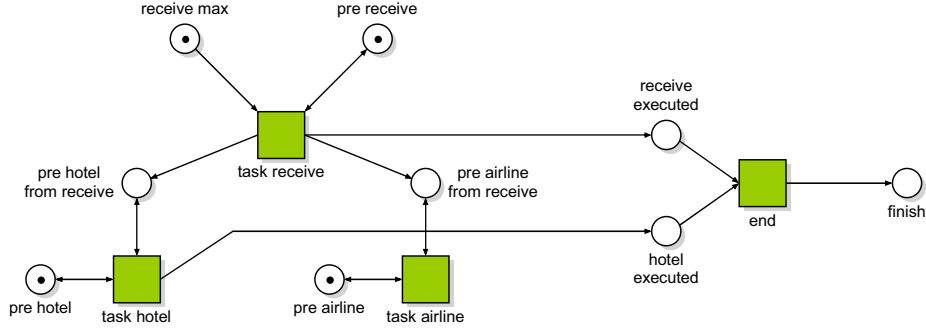 receive max
pre receive
receive
executed
task receive
pre hotel
from receive
pre airline
from receive
end
finish
hotel
executed
pre hotel
task hotel
pre airline
task airline